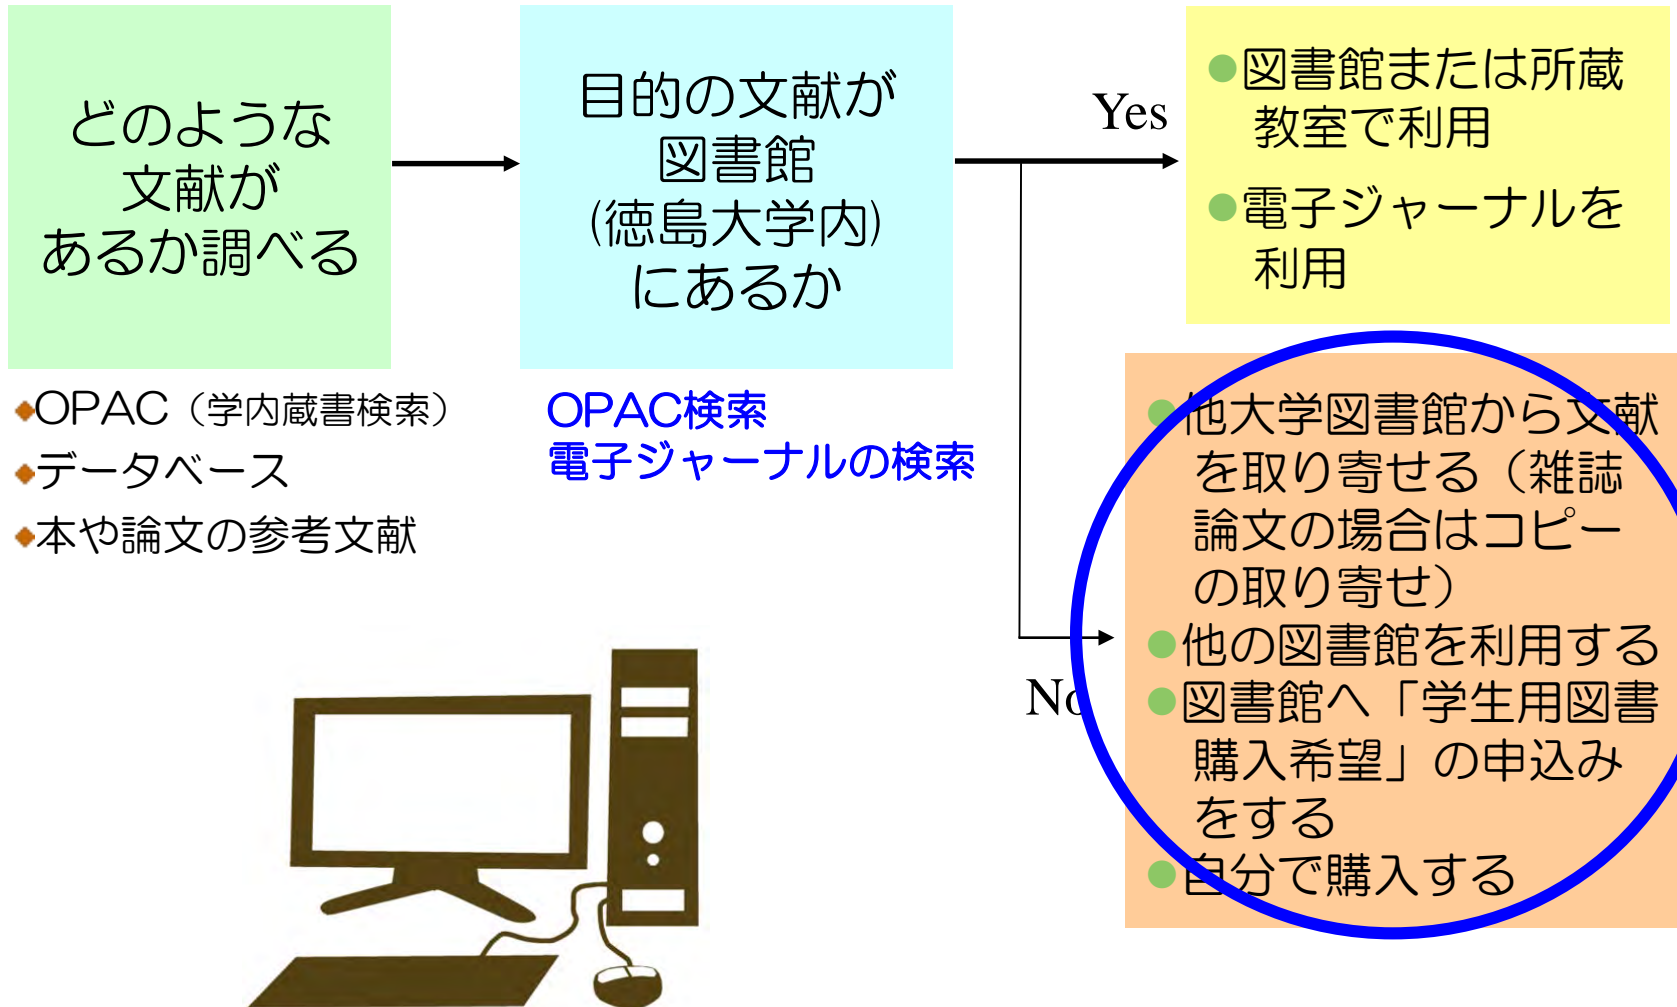 どのような
文献が
あるか調べる
◆OPAC（学内蔵書検索）
◆データベース
◆本や論文の参考文献
目的の文献が
図書館
(徳島大学内)
にあるか
OPAC検索
電子ジャーナルの検索
Yes
●図書館または所蔵
教室で利用
●電子ジャーナルを
利用
No
●他大学図書館から文献
を取り寄せる（雑誌
論文の場合はコピー
の取り寄せ）
●他の図書館を利用する
●図書館へ「学生用図書
購入希望」の申込み
をする
●自分で購入する